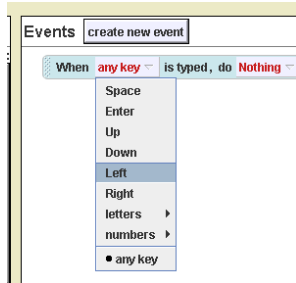 Events create new event
When any key is typed, do Nothing
Space
Enter
Up
Down
Left
Right
letters
numbers
any key